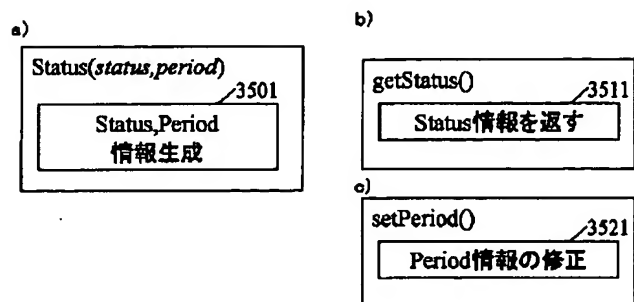 a)
Status(status,period)
3501
Status,Period
情報生成
b)
getStatus()
3511
Status情報を返す
c)
setPeriod()
3521
Period情報の修正